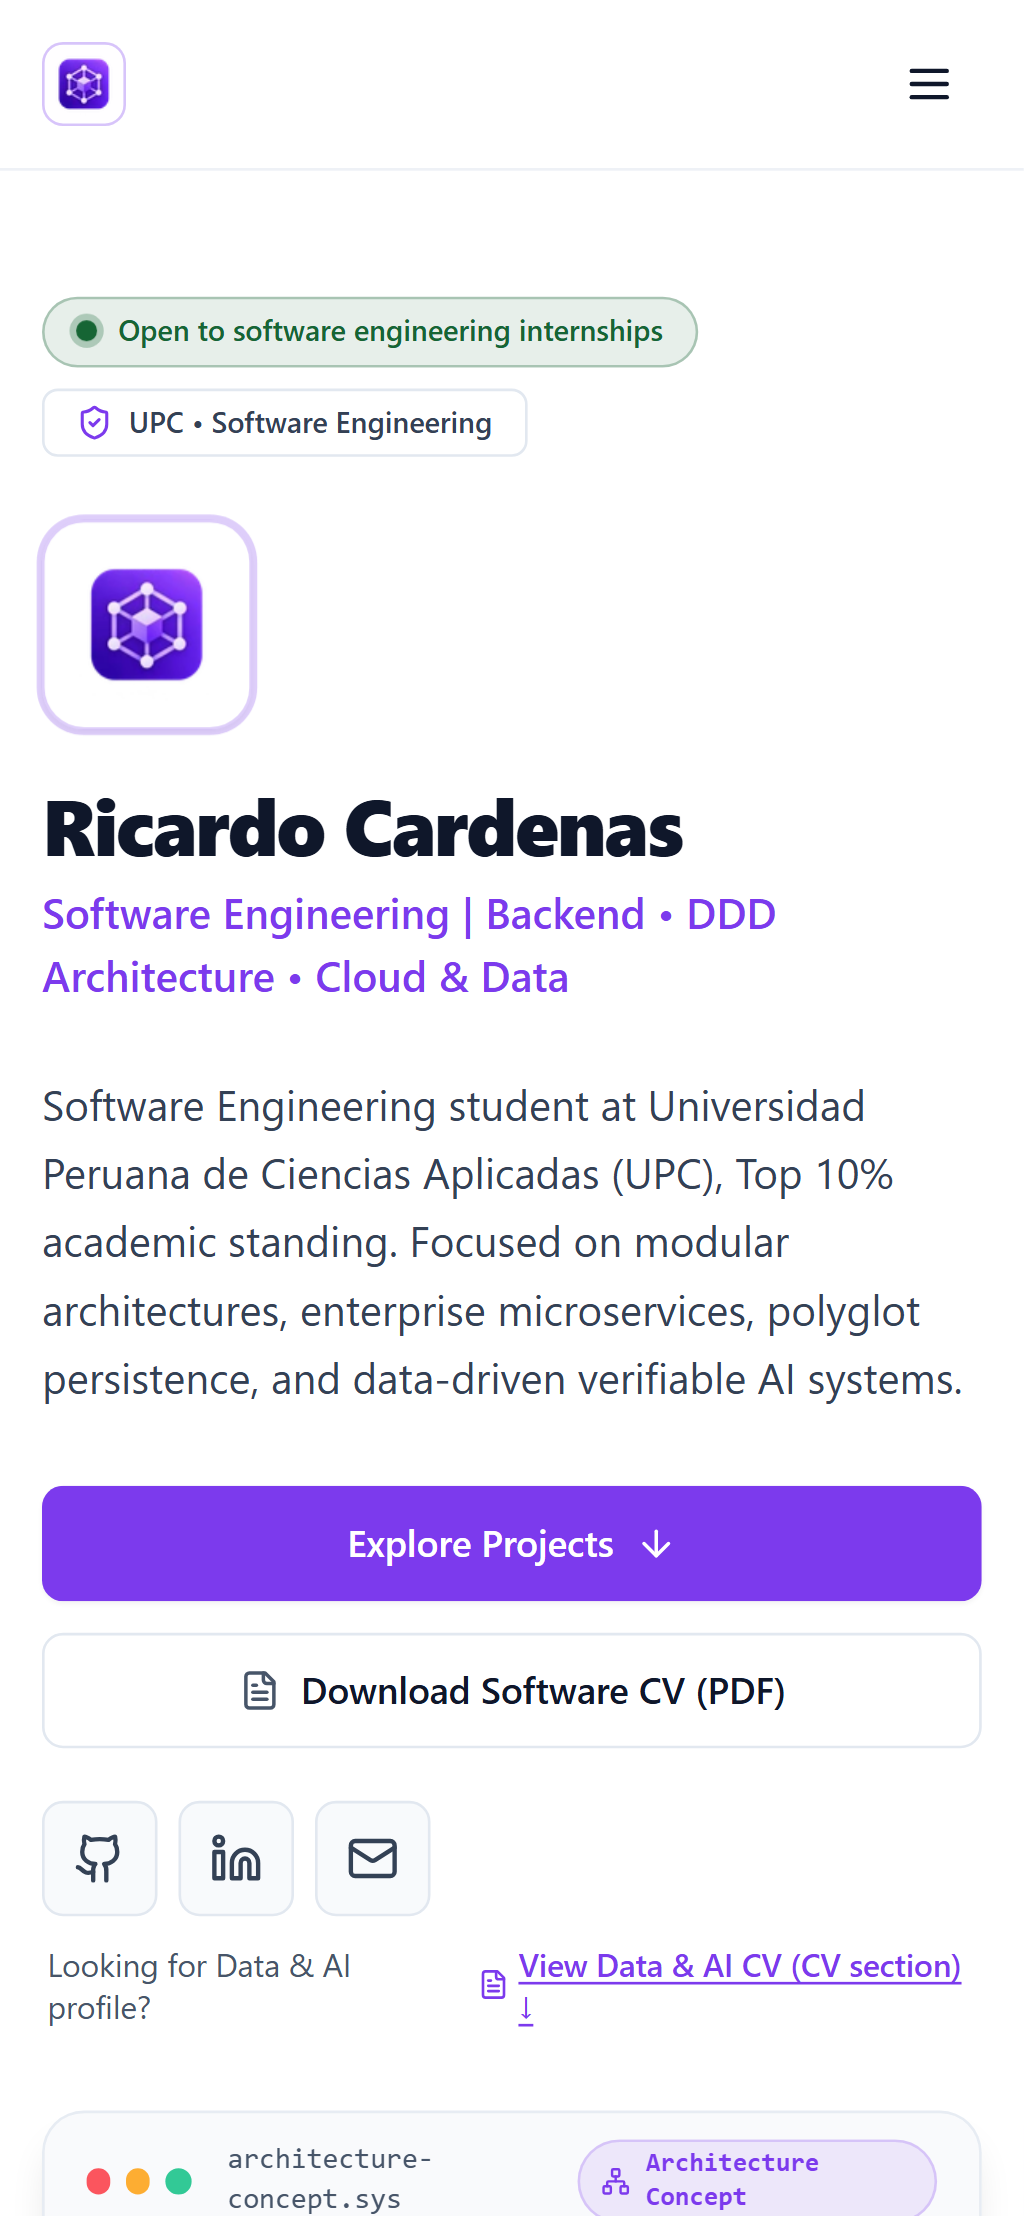 Open to software engineering internships
UPC • Software Engineering
Ricardo Cardenas
Software Engineering | Backend • DDD
Architecture • Cloud & Data
Software Engineering student at Universidad
Peruana de Ciencias Aplicadas (UPC), Top 10%
academic standing. Focused on modular
architectures, enterprise microservices, polyglot
persistence, and data-driven verifiable AI systems.
Explore Projects ↓
Download Software CV (PDF)
Looking for Data & AI
profile?
View Data & AI CV (CV section)
↓
architecture-
concept.sys
Architecture
Concept